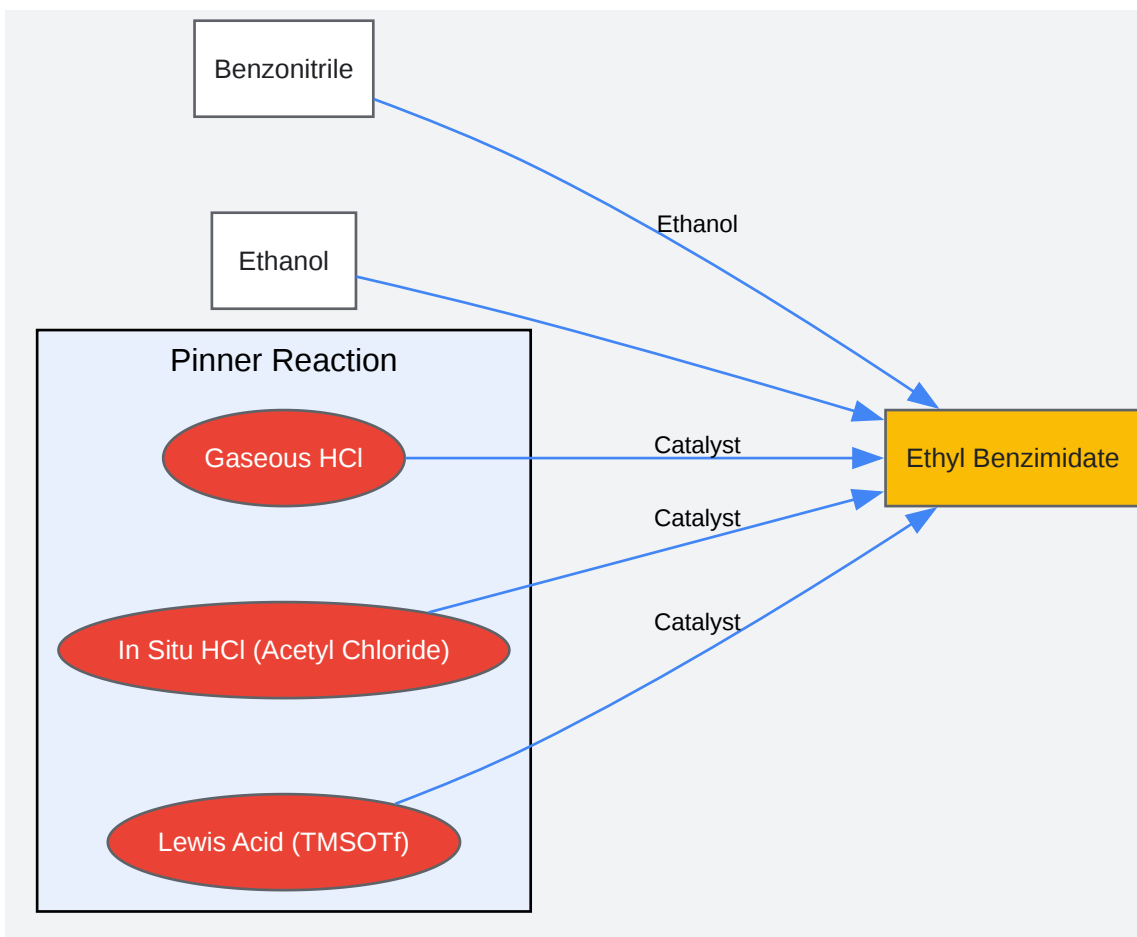 Benzonitrile
Ethanol
Ethanol
Pinner Reaction
Gaseous HCl
Catalyst
Ethyl Benzimidate
Catalyst
Catalyst
In Situ HCl (Acetyl Chloride)
Lewis Acid (TMSOTf)